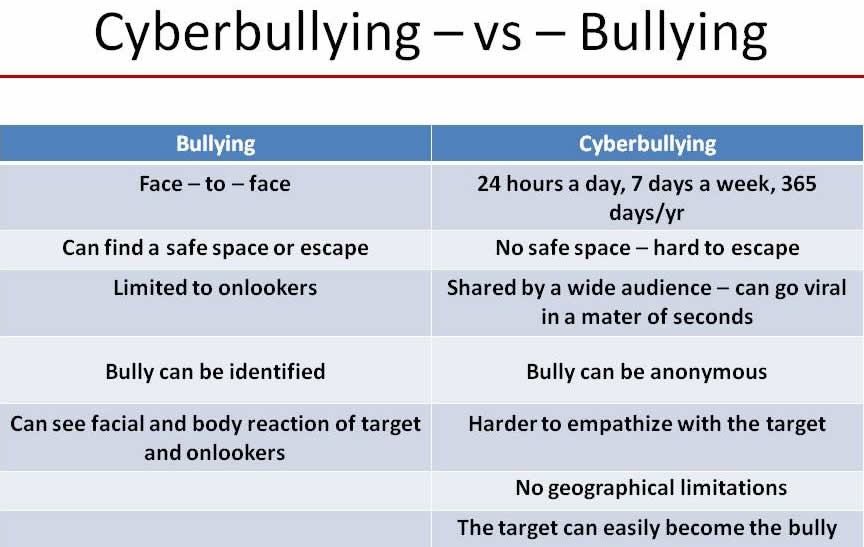 Cyberbullying – vs – Bullying
Bullying
Cyberbullying
Face – to – face
24 hours a day, 7 days a week, 365
days/yr
Can find a safe space or escape
No safe space – hard to escape
Limited to onlookers
Shared by a wide audience – can go viral
in a mater of seconds
Bully can be identified
Bully can be anonymous
Can see facial and body reaction of target
and onlookers
Harder to empathize with the target
No geographical limitations
The target can easily become the bully